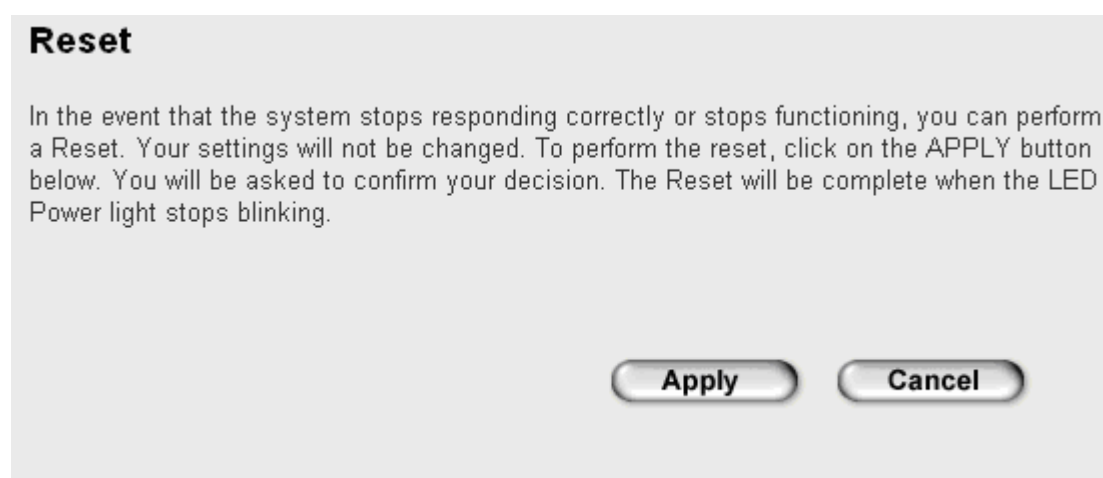 Reset
In the event that the system stops responding correctly or stops functioning, you can perform
a Reset. Your settings will not be changed. To perform the reset, click on the APPLY button
below. You will be asked to confirm your decision. The Reset will be complete when the LED
Power light stops blinking.
Apply Cancel